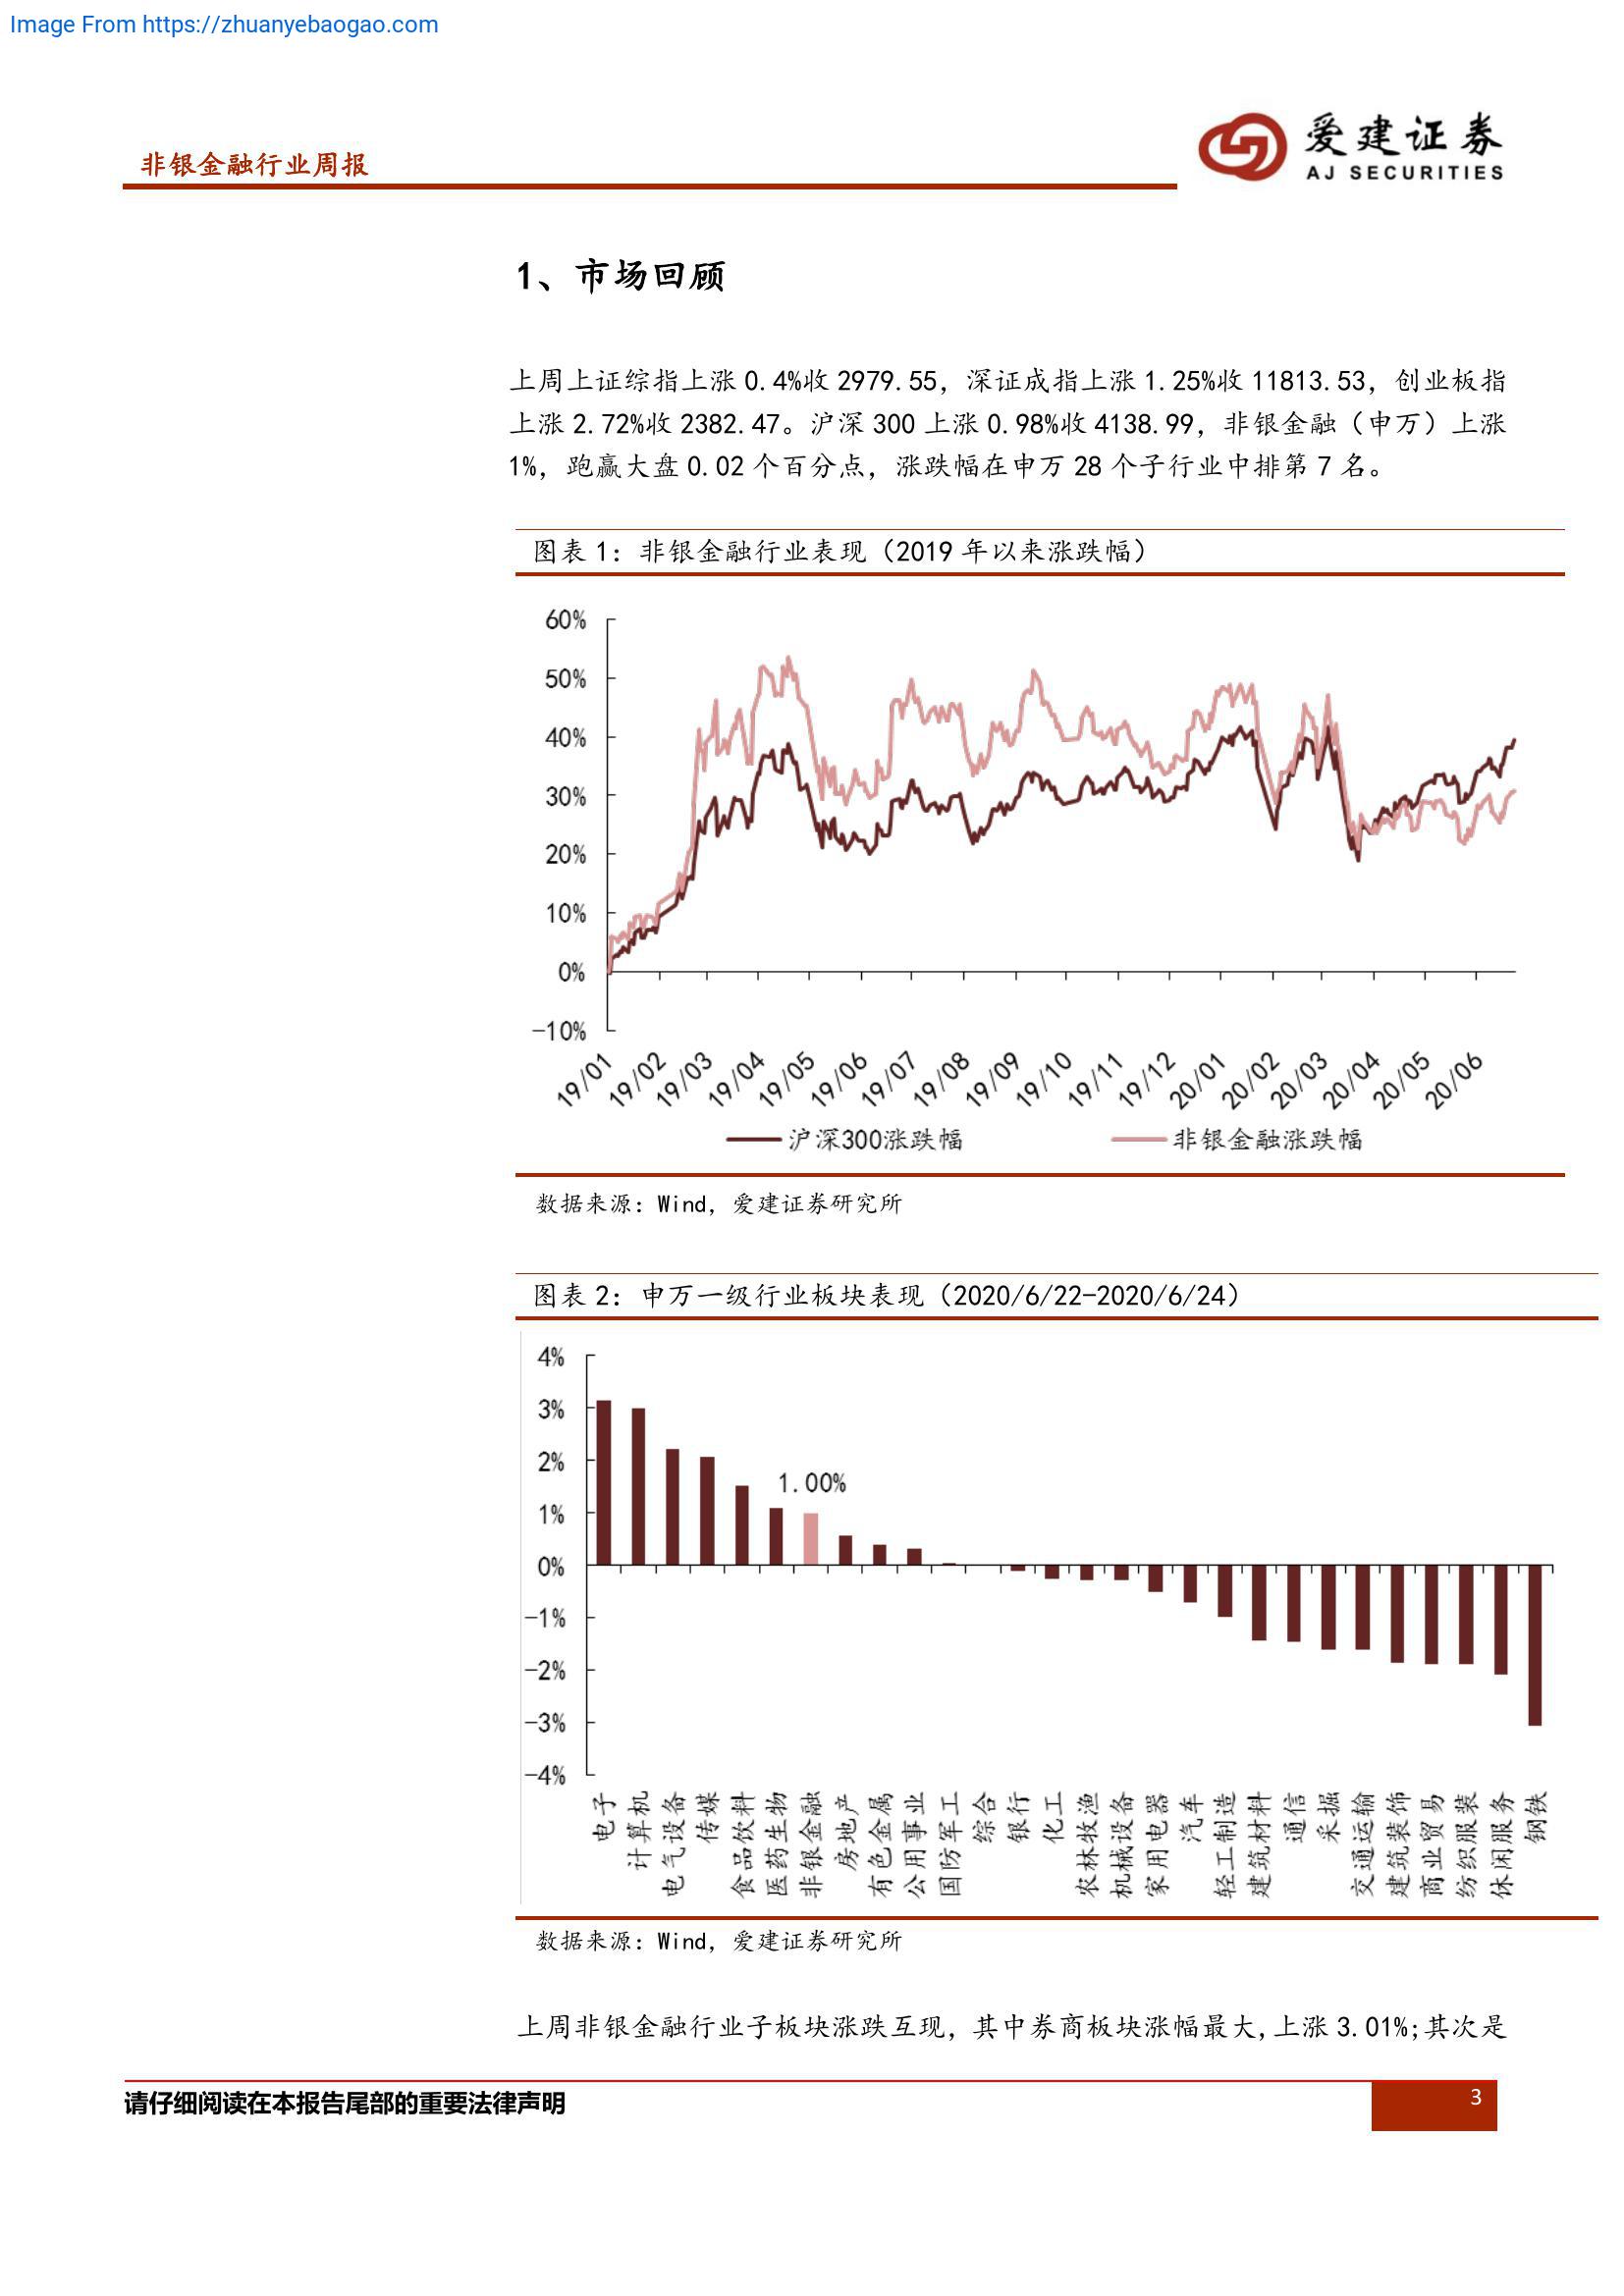 Image From https://zhuanyebaogao.com
非银金融行业周报
爱建证券
AJ SECURITIES
1、市场回顾
上周上证综指上涨 0.4%收 2979.55，深证成指上涨 1.25%收 11813.53，创业板指
上涨 2.72%收 2382.47。沪深 300 上涨 0.98%收 4138.99，非银金融（申万）上涨
1%，跑赢大盘 0.02 个百分点，涨跌幅在申万 28 个子行业中排第 7 名。
图表 1：非银金融行业表现（2019 年以来涨跌幅）
60%
50%
40%
30%
20%
10%
0%
-10%
19/01 19/02 19/03 19/04 19/05 19/06 19/07 19/08 19/09 19/10 19/11 19/12 20/01 20/02 20/03 20/04 20/05 20/06
沪深300涨跌幅 非银金融涨跌幅
数据来源：Wind，爱建证券研究所
图表 2：申万一级行业板块表现（2020/6/22-2020/6/24）
4%
3%
2%
1.00%
1%
0%
-1%
-2%
-3%
-4%
电子 计算机 电气设备 传媒 食品饮料 医药生物 非银金融 房地产 有色金属 公用事业 国防军工 综合 银行 化工 农林牧渔 机械设备 家用电器 汽车 轻工制造 建筑材料 通信 采掘 交通运输 建筑装饰 商业贸易 纺织服装 休闲服务 钢铁
数据来源：Wind，爱建证券研究所
上周非银金融行业子板块涨跌互现，其中券商板块涨幅最大,上涨 3.01%;其次是
请仔细阅读在本报告尾部的重要法律声明
3